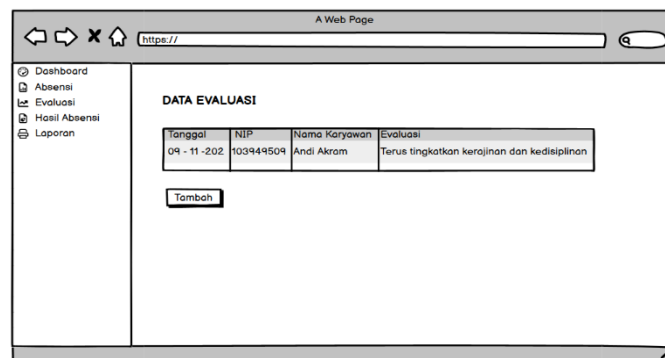 A Web Page
https://
Dashboard
Absensi
Evaluasi
Hasil Absensi
Laporan
DATA EVALUASI
Tanggal NIP Nama Karyawan Evaluasi
09 - 11 -202 103949509 Andi Akram Terus tingkatkan kerajinan dan kedisiplinan
Tambah